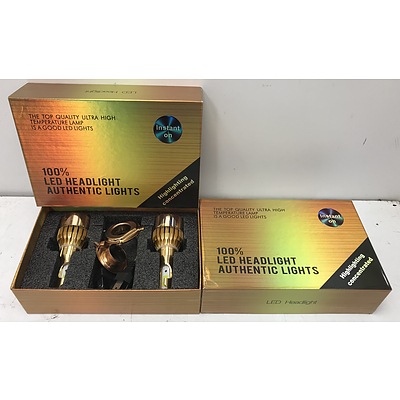 LED Headlight
THE TOP QUALITY ULTRA HIGH
TEMPERATURE LAMP
IS A GOOD LED LIGHTS
Instant
on
100%
LED HEADLIGHT
AUTHENTIC LIGHTS
Highlighting
concentrated
THE TOP QUALITY ULTRA HIGH
TEMPERATURE LAMP
IS A GOOD LED LIGHTS
Instant
on
100%
LED HEADLIGHT
AUTHENTIC LIGHTS
Highlighting
concentrated
LED Headlight